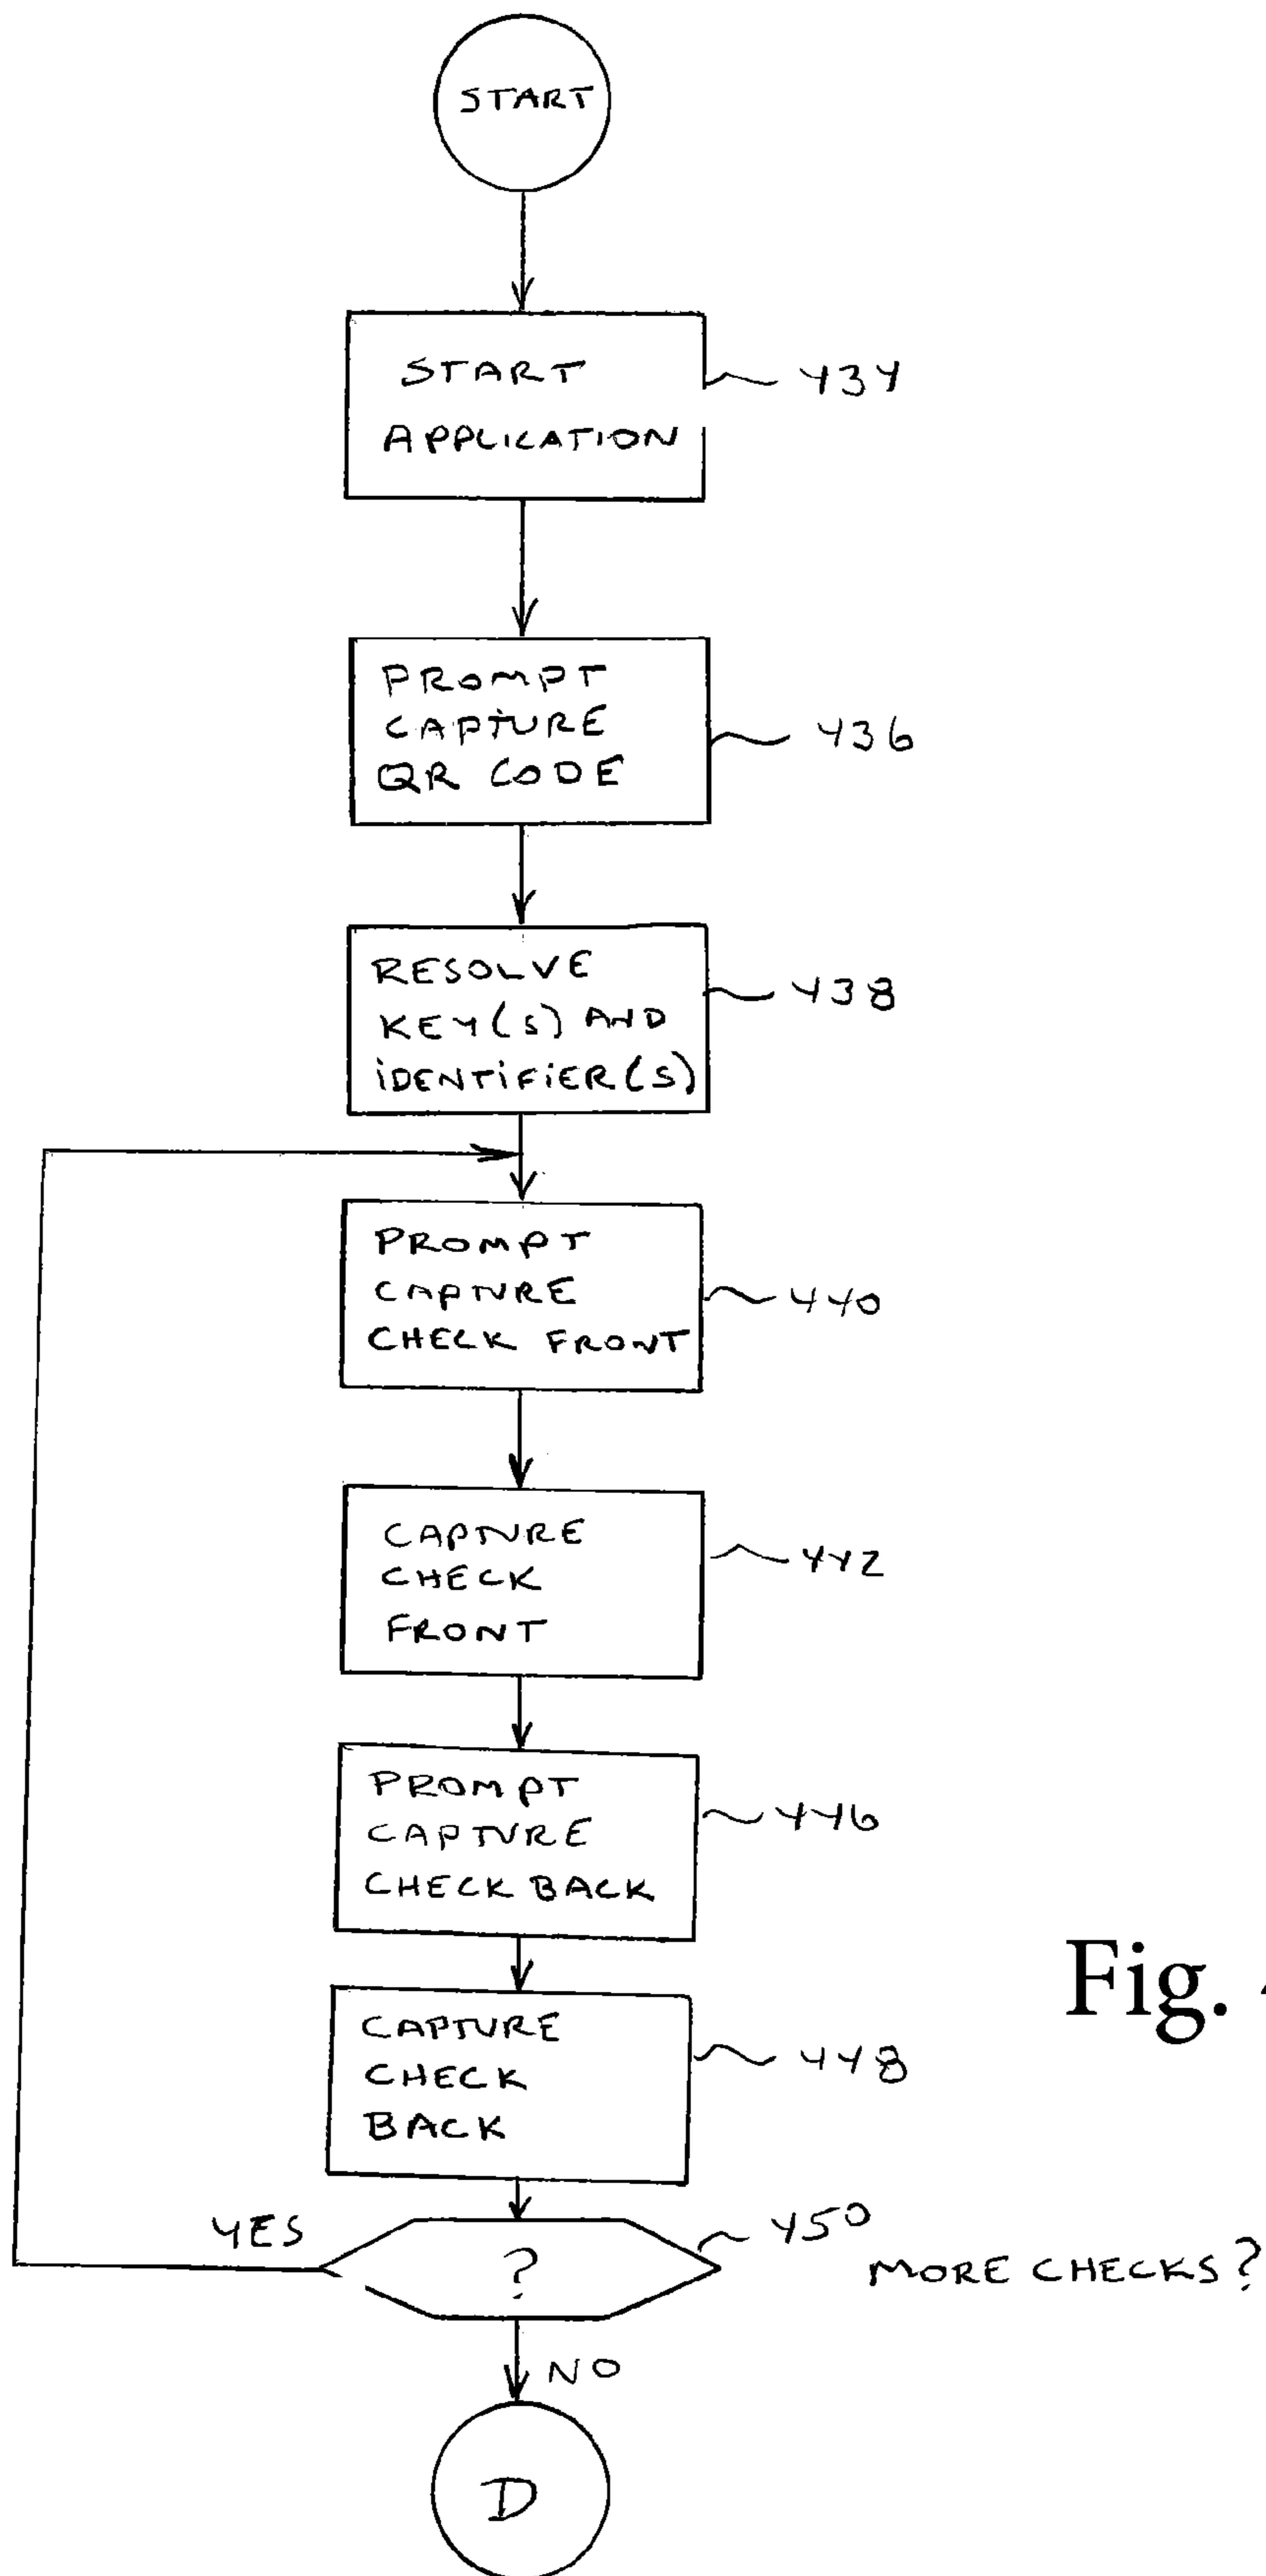 START
START
APPLICATION
434
PROMPT
CAPTURE
QR CODE
436
RESOLVE
KEY(S) AND
IDENTIFIER(S)
438
PROMPT
CAPTURE
CHECK FRONT
440
CAPTURE
CHECK
FRONT
442
PROMPT
CAPTURE
CHECK BACK
446
Fig.
CAPTURE
CHECK
BACK
448
YES
?
450
MORE CHECKS?
NO
D